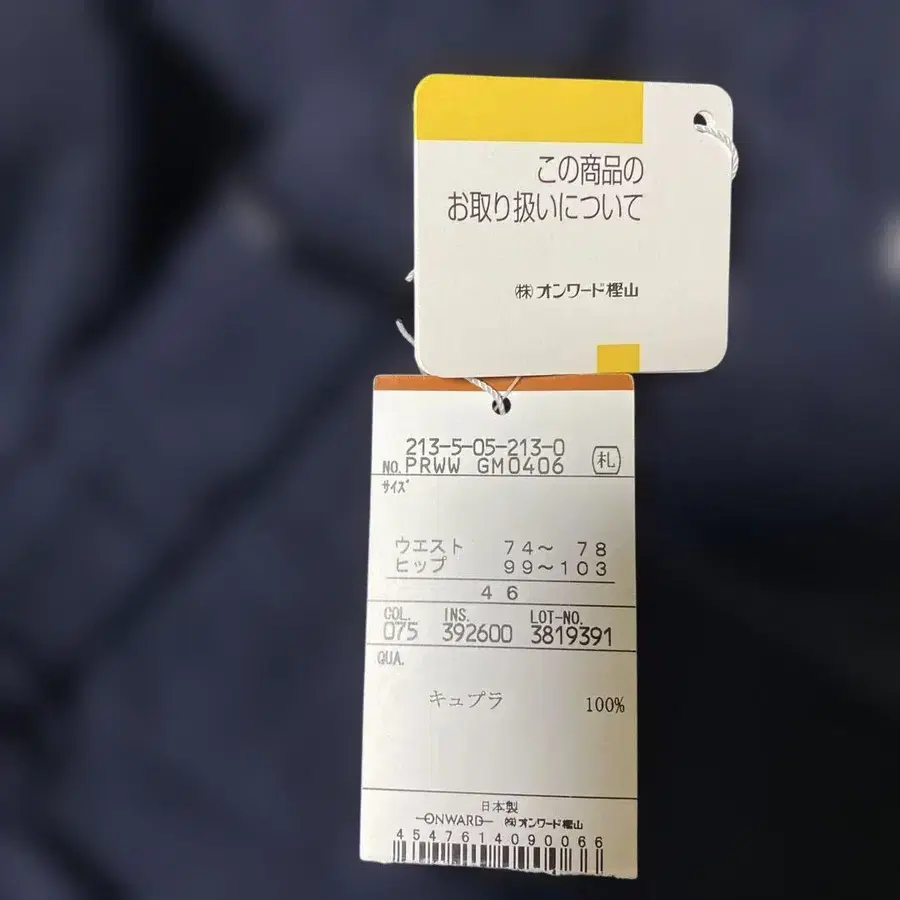 この商品の
お取り扱いについて
㈱オンワード樫山
213-5-05-213-0
NO.PRWW GM0406 札
サイズ
ウエスト 74〜 78
ヒップ 99〜103
46
COL. INS. LOT-NO.
075 392600 3819391
QUA.
キュプラ 100%
日本製
ONWARD ㈱オンワード樫山
4547614090066